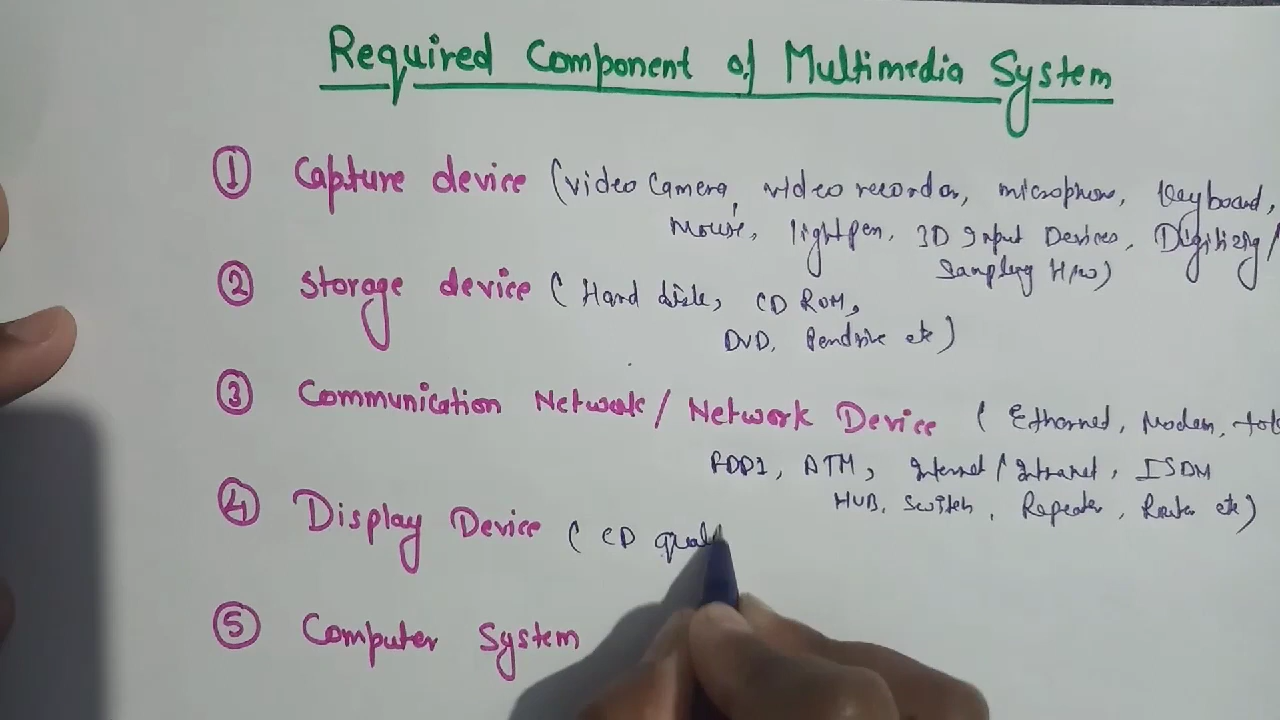 Required Component of Multimedia System
① Capture device (video Camera, video recorder, microphone, Keyboard,
Mouse, lightpen, 3D Input Devices, Digitizing/
Sampling H/w)
② Storage device ( Hard disk, CD ROM,
DVD, Pendrive etc )
③ Communication Network / Network Device ( Ethernet, Modem, tok
FDDI, ATM, Internet / Intranet, ISDN
HUB, Switch, Repeater, Router etc )
④ Display Device ( CD qual
⑤ Computer System